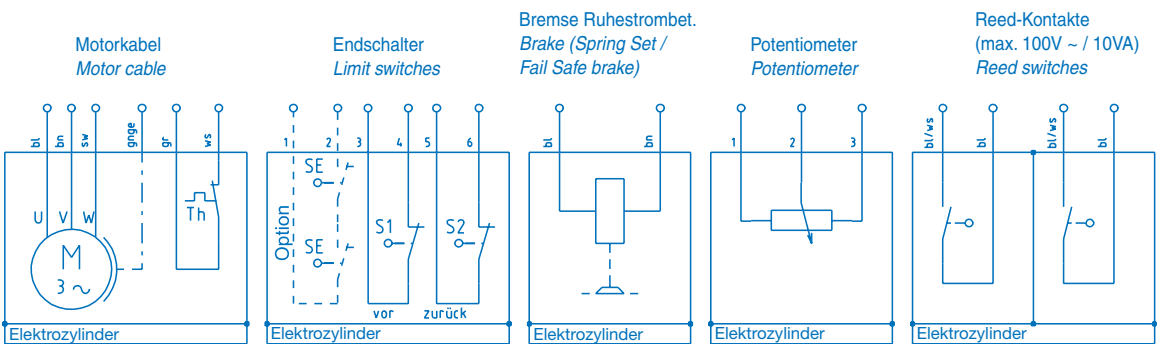 Motorkabel
Motor cable
bl bn sw gnge gr ws
U V W
Th
M
3 ~
Elektrozylinder
Endschalter
Limit switches
1 2 3 4 5 6
SE
SE
Option
S1 S2
vor zurück
Elektrozylinder
Bremse Ruhestrombet.
Brake (Spring Set /
Fail Safe brake)
bl bn
Elektrozylinder
Potentiometer
Potentiometer
1 2 3
Elektrozylinder
Reed-Kontakte
(max. 100V ~ / 10VA)
Reed switches
bl/ws bl bl/ws bl
Elektrozylinder